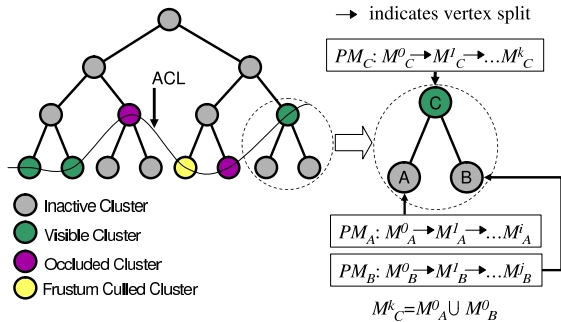 → indicates vertex split
PM_C: M^0_C→M^1_C→...M^k_C
ACL
C
A
B
Inactive Cluster
Visible Cluster
Occluded Cluster
Frustum Culled Cluster
PM_A: M^0_A→M^1_A→...M^i_A
PM_B: M^0_B→M^1_B→...M^j_B
M^k_C=M^0_A∪ M^0_B